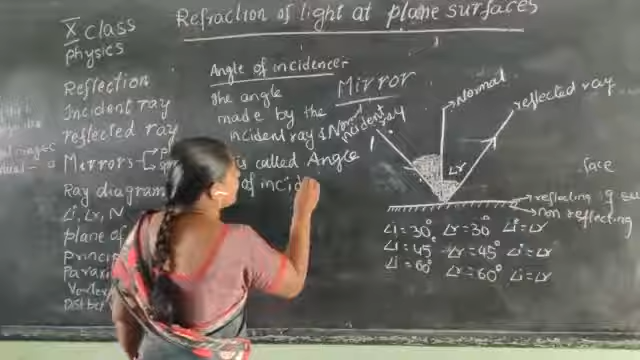 Refraction of light at plane surfaces
X class
physics
Reflection
Incident ray
reflected ray
Mirrors
Ray diagram
∠i, ∠r, N
plane of
princi
Paraxi
Vertex
Angle of incidence:
The angle
made by the
incident ray & Normal
is called Angle
of incid
Mirror
incident ray
Normal
reflected ray
∠r
reflecting
face
non reflecting
∠i = 30° ∠r = 30° ∠i = ∠r
∠i = 45° ∠r = 45° ∠i = ∠r
∠i = 60° ∠r = 60° ∠i = ∠r